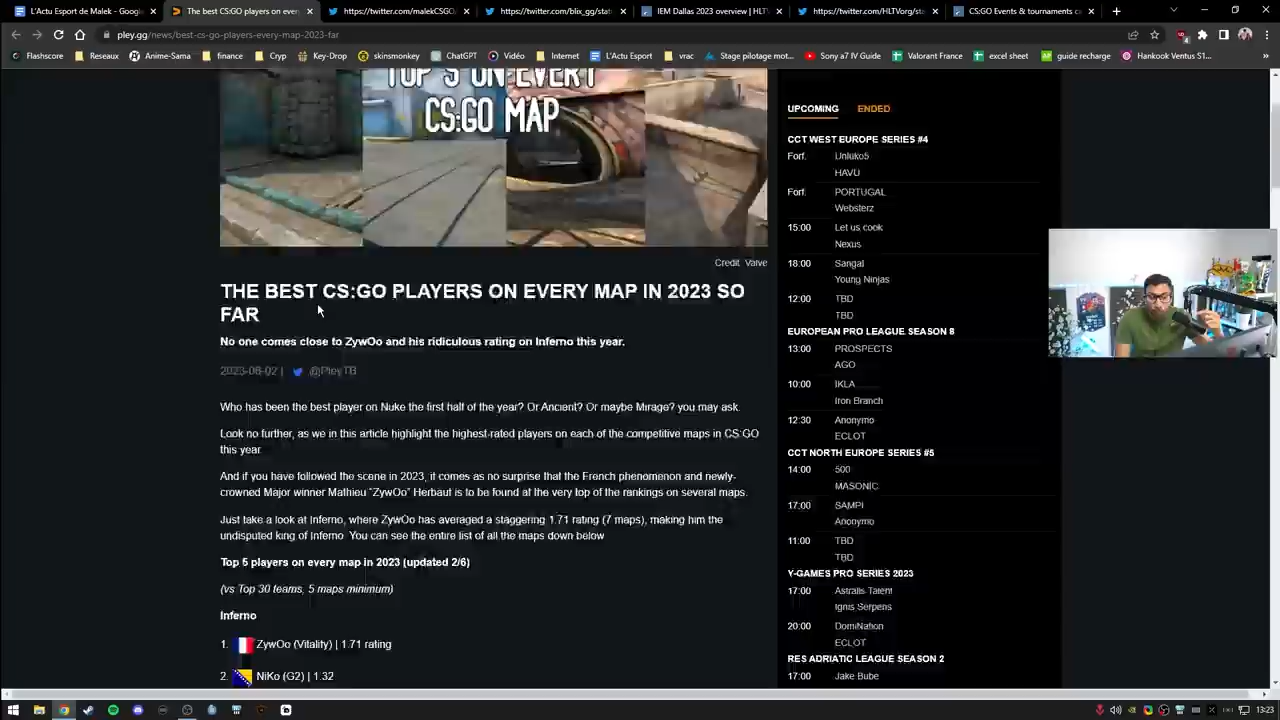 L'Actu Esport de Malek - Google
The best CS:GO players on every
https://twitter.com/malekCSGO
https://twitter.com/blix_gg/stat
IEM Dallas 2023 overview | HLTV
https://twitter.com/HLTVorg/sta
CS:GO Events & tournaments ca
pley.gg/news/best-cs-go-players-every-map-2023-far
Flashscore
Reseau
Anime-Sama
finance
Cryp
Key-Drop
skinsmonkey
ChatGPT
Vidéo
Internet
L'Actu Esport
vrac
Stage pilotage mot...
Sony a7 IV Guide
Valorant France
excel sheet
guide recharge
Hankook Ventus S1...
TOP 5 ON EVERY
CS:GO MAP
Credit Valve
THE BEST CS:GO PLAYERS ON EVERY MAP IN 2023 SO
FAR
No one comes close to ZywOo and his ridiculous rating on Inferno this year.
2023-06-02 | @PleyTB
Who has been the best player on Nuke the first half of the year? Or Ancient? Or maybe Mirage? you may ask.
Look no further, as we in this article highlight the highest-rated players on each of the competitive maps in CS:GO
this year
And if you have followed the scene in 2023, it comes as no surprise that the French phenomenon and newly-
crowned Major winner Mathieu "ZywOo" Herbaut is to be found at the very top of the rankings on several maps.
Just take a look at Inferno, where ZywOo has averaged a staggering 1.71 rating (7 maps), making him the
undisputed king of Inferno You can see the entire list of all the maps down below
Top 5 players on every map in 2023 (updated 2/6)
(vs Top 30 teams, 5 maps minimum)
Inferno
1. ZywOo (Vitality) | 1.71 rating
2. NiKo (G2) | 1.32
UPCOMING ENDED
CCT WEST EUROPE SERIES #4
Forf. Unluko5
HAVU
Forf. PORTUGAL
Websterz
15:00 Let us cook
Nexus
18:00 Sangal
Young Ninjas
12:00 TBD
TBD
EUROPEAN PRO LEAGUE SEASON 8
13:00 PROSPECTS
AGO
10:00 IKLA
Iron Branch
12:30 Anonymo
ECLOT
CCT NORTH EUROPE SERIES #5
14:00 500
MASONIC
17:00 SAMPI
Anonymo
11:00 TBD
TBD
Y-GAMES PRO SERIES 2023
17:00 Astralis Talent
Ignis Serpens
20:00 DomiNation
ECLOT
RES ADRIATIC LEAGUE SEASON 2
17:00 Jake Bube
13:23